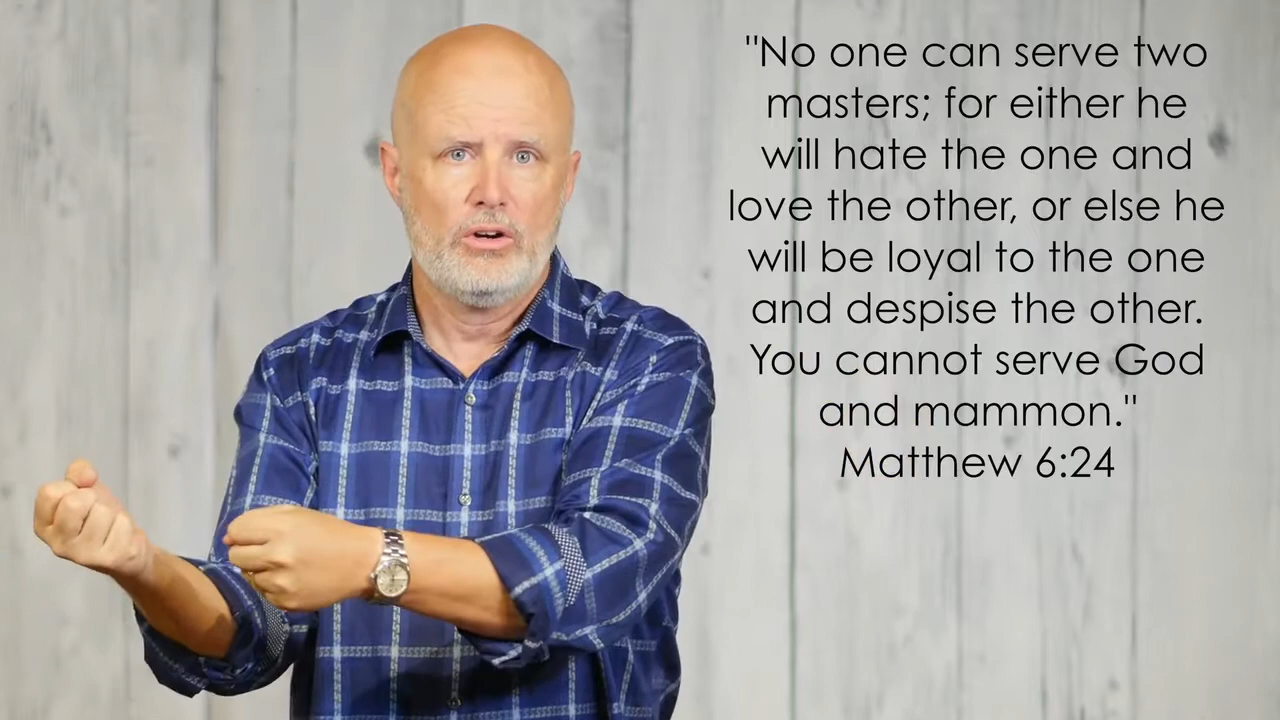 "No one can serve two
masters; for either he
will hate the one and
love the other, or else he
will be loyal to the one
and despise the other.
You cannot serve God
and mammon."
Matthew 6:24